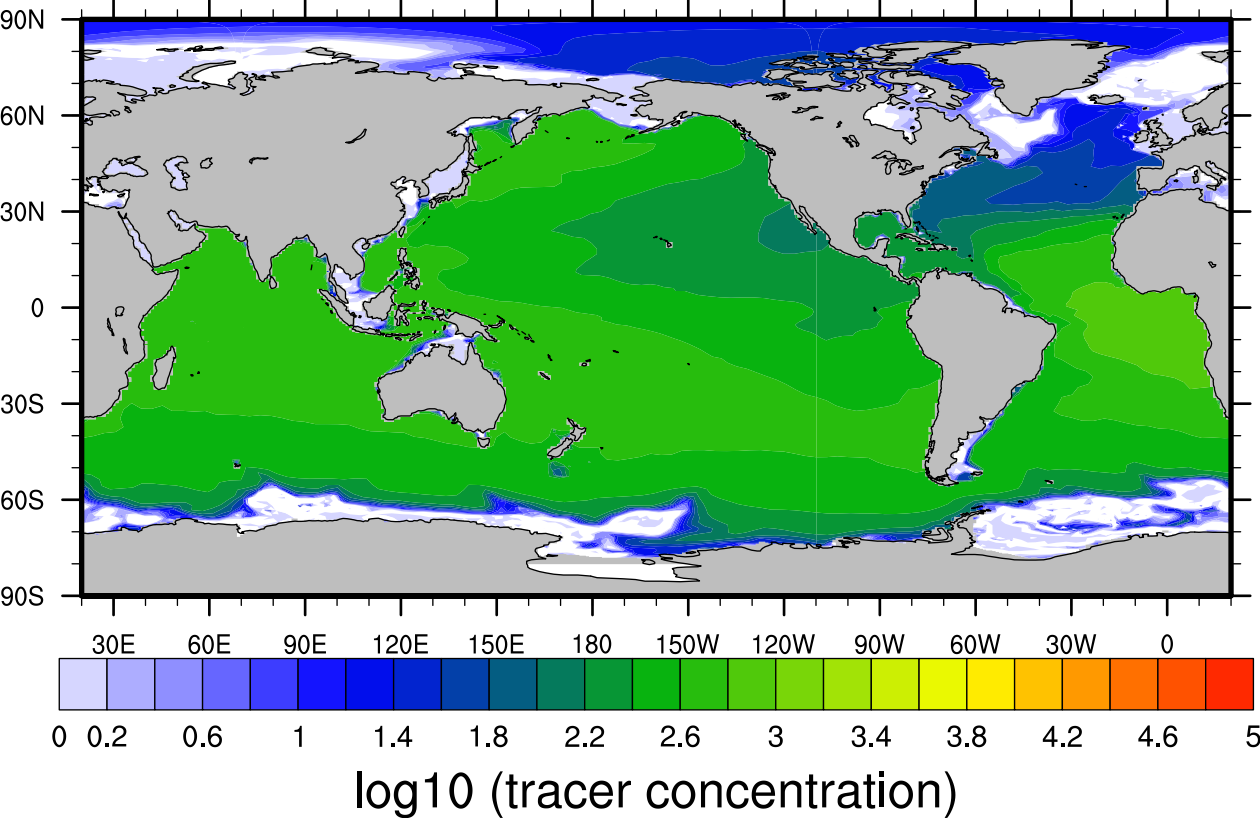 90N
60N
30N
0
30S
60S
90S
30E 60E 90E 120E 150E 180 150W 120W 90W 60W 30W 0
0 0.2 0.6 1 1.4 1.8 2.2 2.6 3 3.4 3.8 4.2 4.6 5
log10 (tracer concentration)